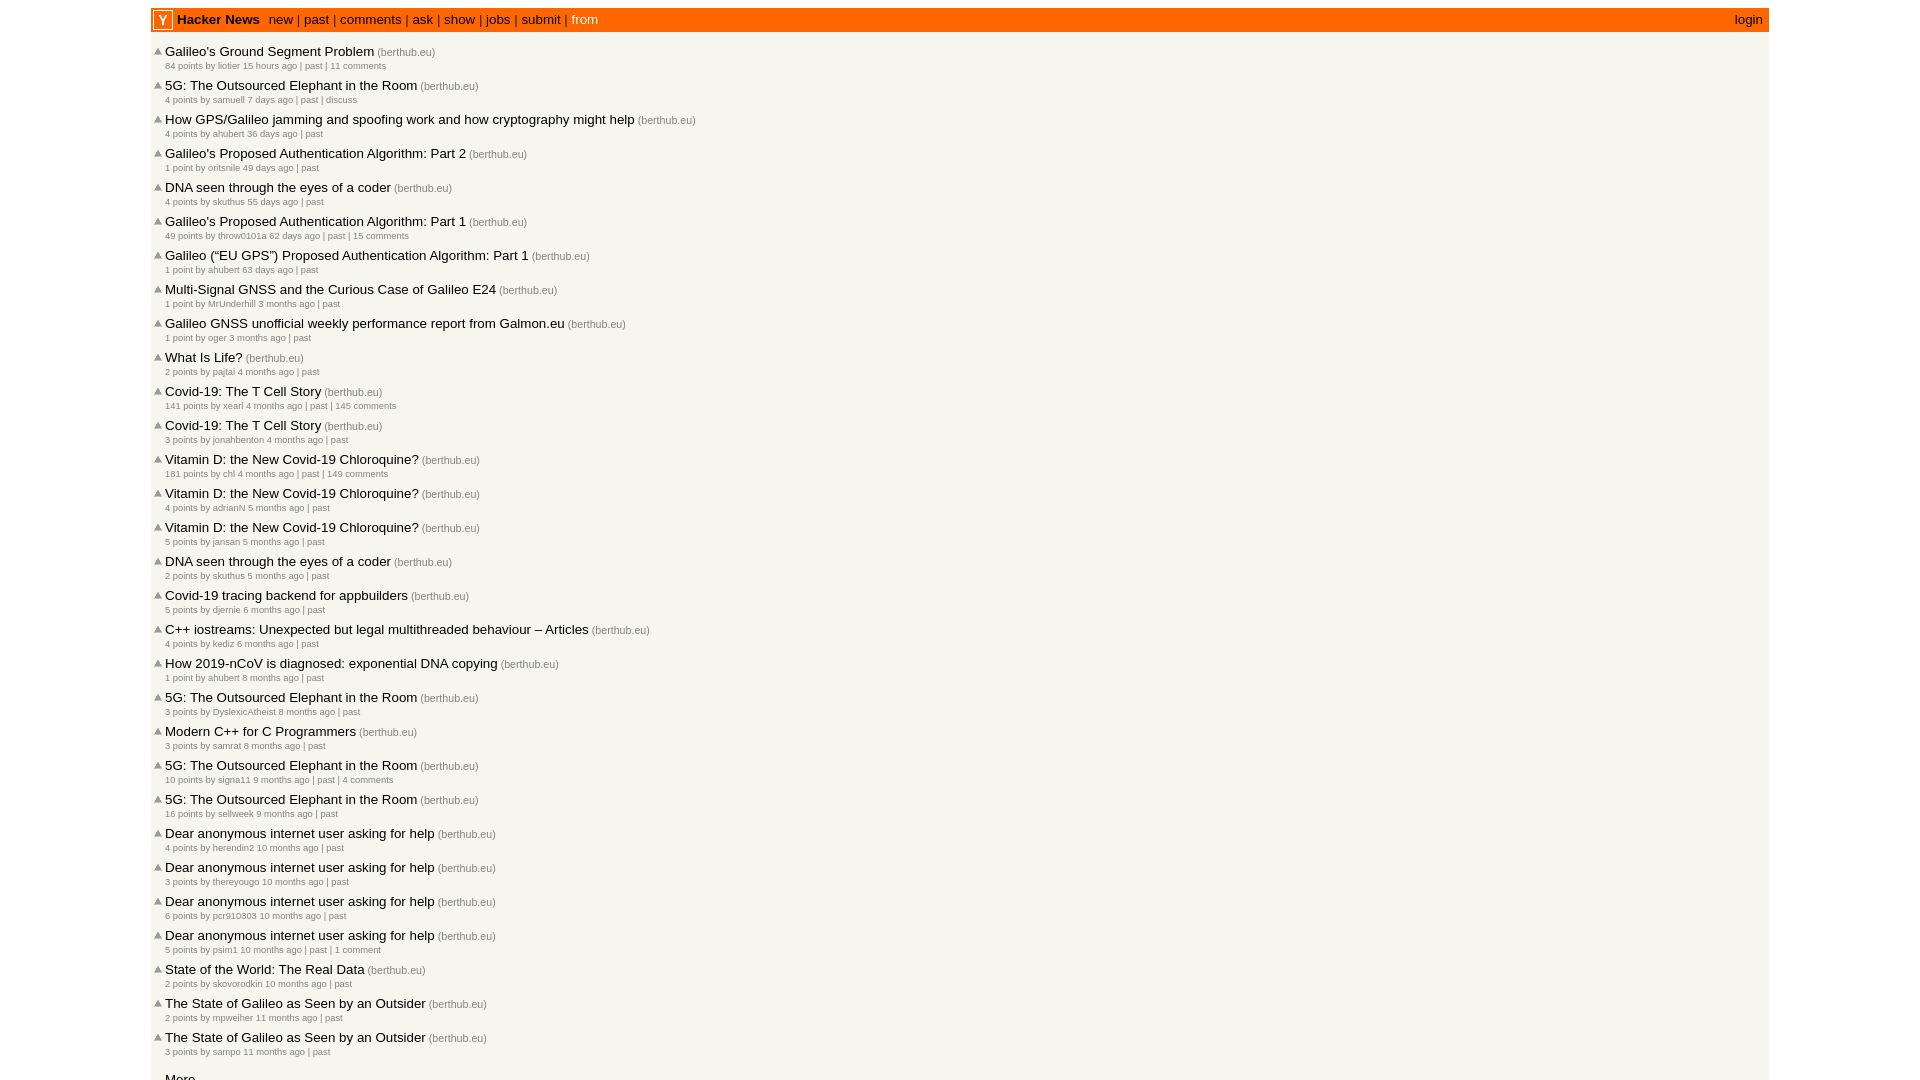 Y Hacker News new | past | comments | ask | show | jobs | submit | from login
Galileo's Ground Segment Problem (berthub.eu)
84 points by liotier 15 hours ago | past | 11 comments
5G: The Outsourced Elephant in the Room (berthub.eu)
4 points by samuell 7 days ago | past | discuss
How GPS/Galileo jamming and spoofing work and how cryptography might help (berthub.eu)
4 points by ahubert 36 days ago | past
Galileo's Proposed Authentication Algorithm: Part 2 (berthub.eu)
1 point by oritsnile 49 days ago | past
DNA seen through the eyes of a coder (berthub.eu)
4 points by skuthus 55 days ago | past
Galileo's Proposed Authentication Algorithm: Part 1 (berthub.eu)
49 points by throw0101a 62 days ago | past | 15 comments
Galileo (“EU GPS”) Proposed Authentication Algorithm: Part 1 (berthub.eu)
1 point by ahubert 63 days ago | past
Multi-Signal GNSS and the Curious Case of Galileo E24 (berthub.eu)
1 point by MrUnderhill 3 months ago | past
Galileo GNSS unofficial weekly performance report from Galmon.eu (berthub.eu)
1 point by oger 3 months ago | past
What Is Life? (berthub.eu)
2 points by pajtai 4 months ago | past
Covid-19: The T Cell Story (berthub.eu)
141 points by xearl 4 months ago | past | 145 comments
Covid-19: The T Cell Story (berthub.eu)
3 points by jonahbenton 4 months ago | past
Vitamin D: the New Covid-19 Chloroquine? (berthub.eu)
181 points by chl 4 months ago | past | 149 comments
Vitamin D: the New Covid-19 Chloroquine? (berthub.eu)
4 points by adrianN 5 months ago | past
Vitamin D: the New Covid-19 Chloroquine? (berthub.eu)
5 points by jansan 5 months ago | past
DNA seen through the eyes of a coder (berthub.eu)
2 points by skuthus 5 months ago | past
Covid-19 tracing backend for appbuilders (berthub.eu)
5 points by djernie 6 months ago | past
C++ iostreams: Unexpected but legal multithreaded behaviour – Articles (berthub.eu)
4 points by kediz 6 months ago | past
How 2019-nCoV is diagnosed: exponential DNA copying (berthub.eu)
1 point by ahubert 8 months ago | past
5G: The Outsourced Elephant in the Room (berthub.eu)
3 points by DyslexicAtheist 8 months ago | past
Modern C++ for C Programmers (berthub.eu)
3 points by samrat 8 months ago | past
5G: The Outsourced Elephant in the Room (berthub.eu)
10 points by signa11 9 months ago | past | 4 comments
5G: The Outsourced Elephant in the Room (berthub.eu)
16 points by sellweek 9 months ago | past
Dear anonymous internet user asking for help (berthub.eu)
4 points by herendin2 10 months ago | past
Dear anonymous internet user asking for help (berthub.eu)
3 points by thereyougo 10 months ago | past
Dear anonymous internet user asking for help (berthub.eu)
6 points by pcr910303 10 months ago | past
Dear anonymous internet user asking for help (berthub.eu)
5 points by psim1 10 months ago | past | 1 comment
State of the World: The Real Data (berthub.eu)
2 points by skovorodkin 10 months ago | past
The State of Galileo as Seen by an Outsider (berthub.eu)
2 points by mpweiher 11 months ago | past
The State of Galileo as Seen by an Outsider (berthub.eu)
3 points by sampo 11 months ago | past
More